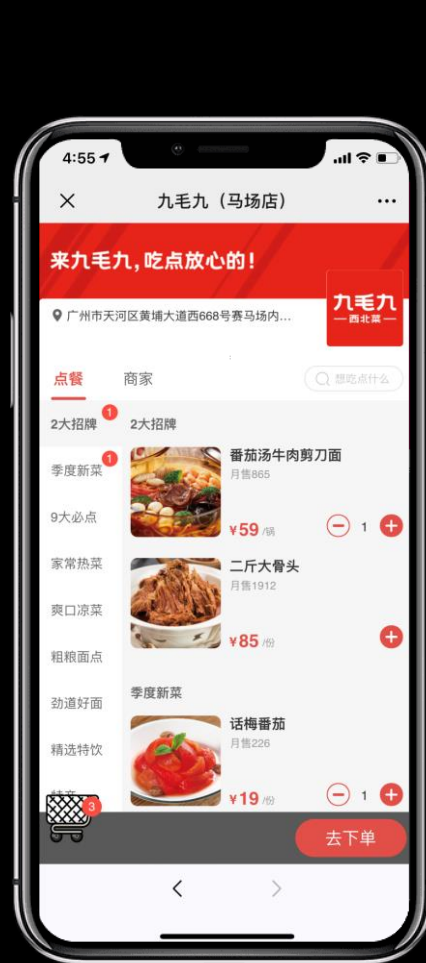 4:55
九毛九（马场店）
来九毛九,吃点放心的!
九毛九
西北菜
广州市天河区黄埔大道西668号赛马场内...
点餐
商家
想吃点什么
2大招牌
1
2大招牌
季度新菜
1
番茄汤牛肉剪刀面
月售865
¥59 /锅
1
9大必点
家常热菜
二斤大骨头
月售1912
¥85 /份
爽口凉菜
粗粮面点
劲道好面
季度新菜
精选特饮
话梅番茄
月售226
¥19 /份
1
3
去下单